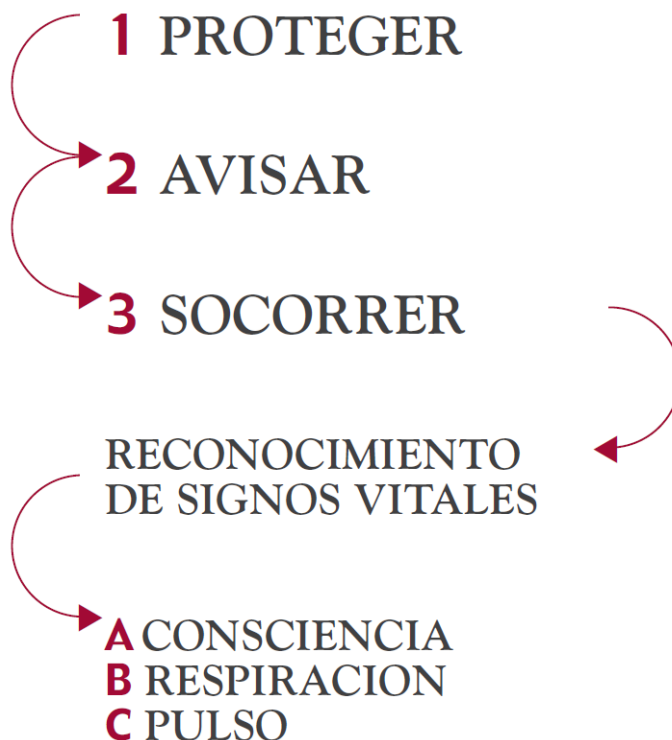 1 PROTEGER
2 AVISAR
3 SOCORRER
RECONOCIMIENTO
DE SIGNOS VITALES
A CONSCIENCIA
B RESPIRACION
C PULSO